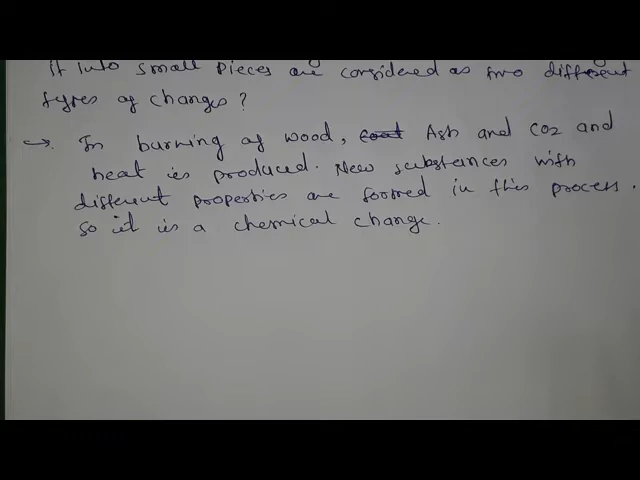 it into small pieces are considered as two different
types of changes?
→ In burning of wood, Ash and CO2 and
heat is produced. New substances with
different properties are formed in this process.
so it is a chemical change.